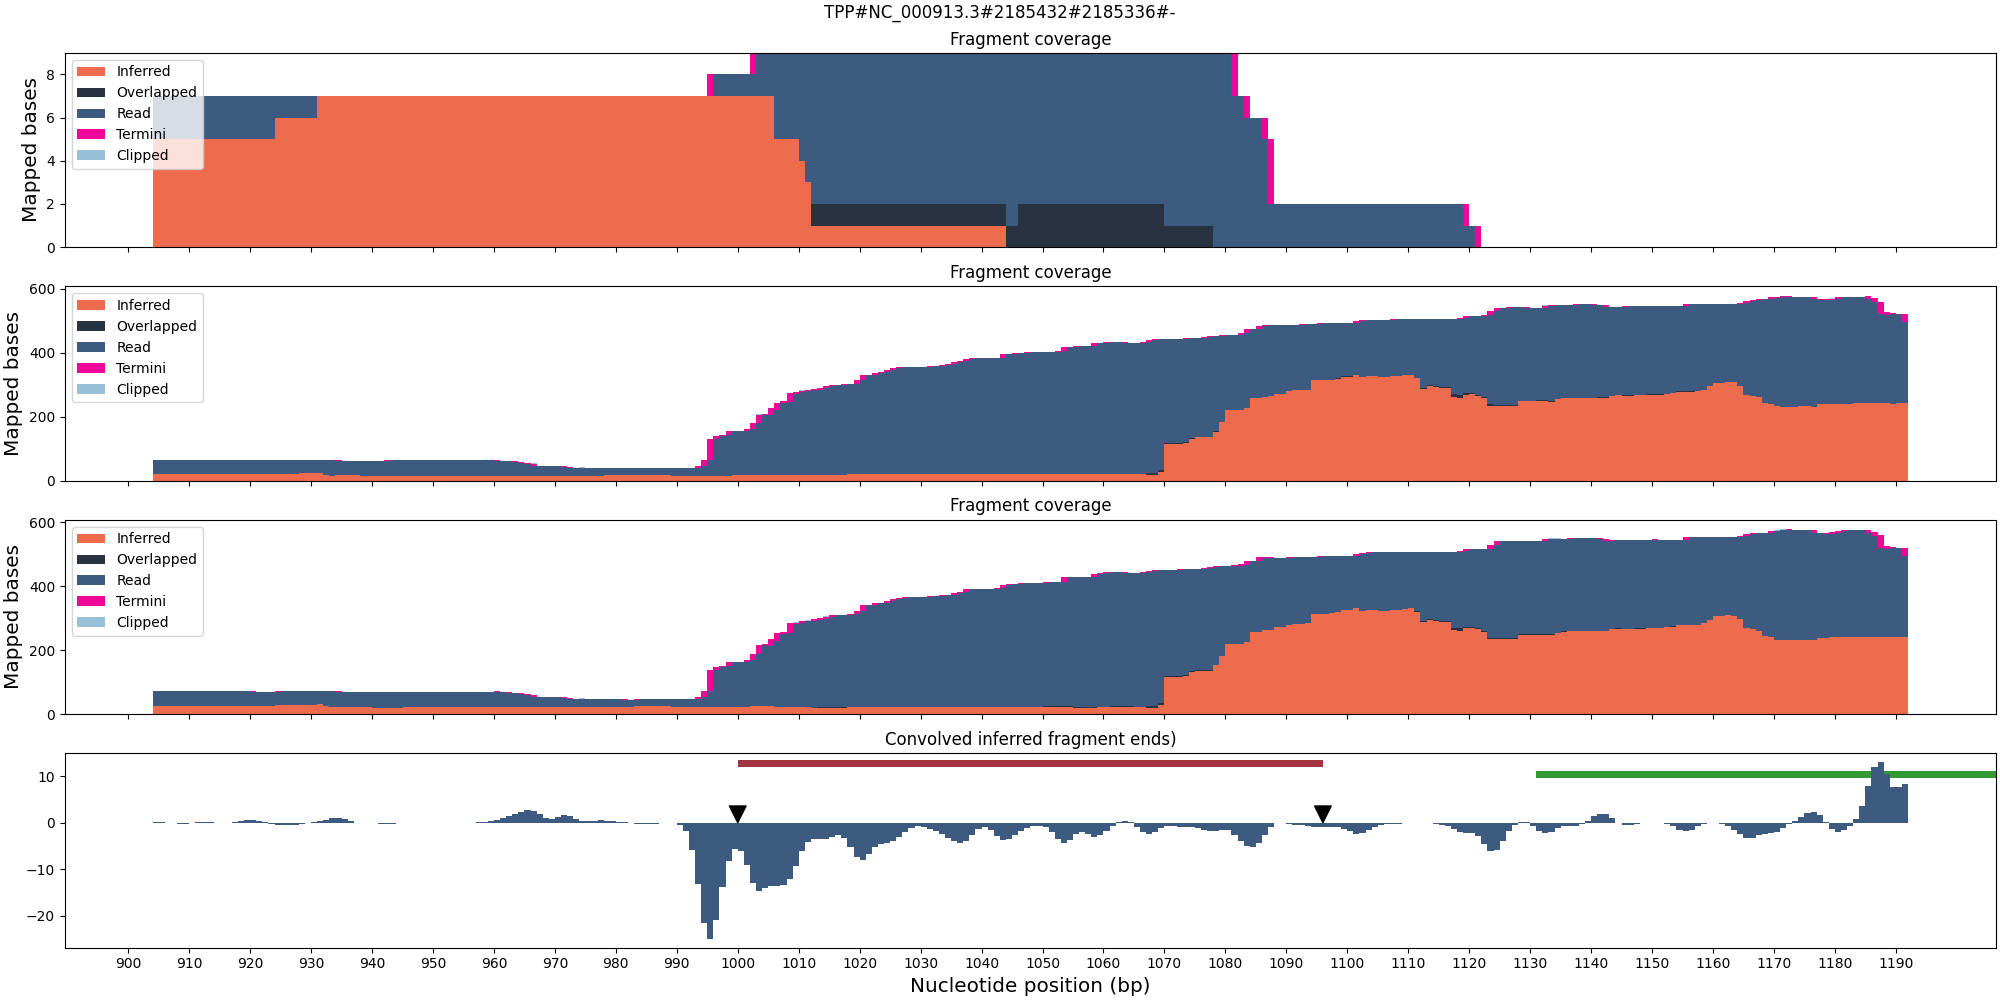 TPP#NC_000913.3#2185432#2185336#-
Fragment coverage
Mapped bases
8
6
4
2
0
Inferred
Overlapped
Read
Termini
Clipped
Fragment coverage
Mapped bases
600
400
200
0
Inferred
Overlapped
Read
Termini
Clipped
Fragment coverage
Mapped bases
600
400
200
0
Inferred
Overlapped
Read
Termini
Clipped
Convolved inferred fragment ends)
10
0
−10
−20
900 910 920 930 940 950 960 970 980 990 1000 1010 1020 1030 1040 1050 1060 1070 1080 1090 1100 1110 1120 1130 1140 1150 1160 1170 1180 1190
Nucleotide position (bp)